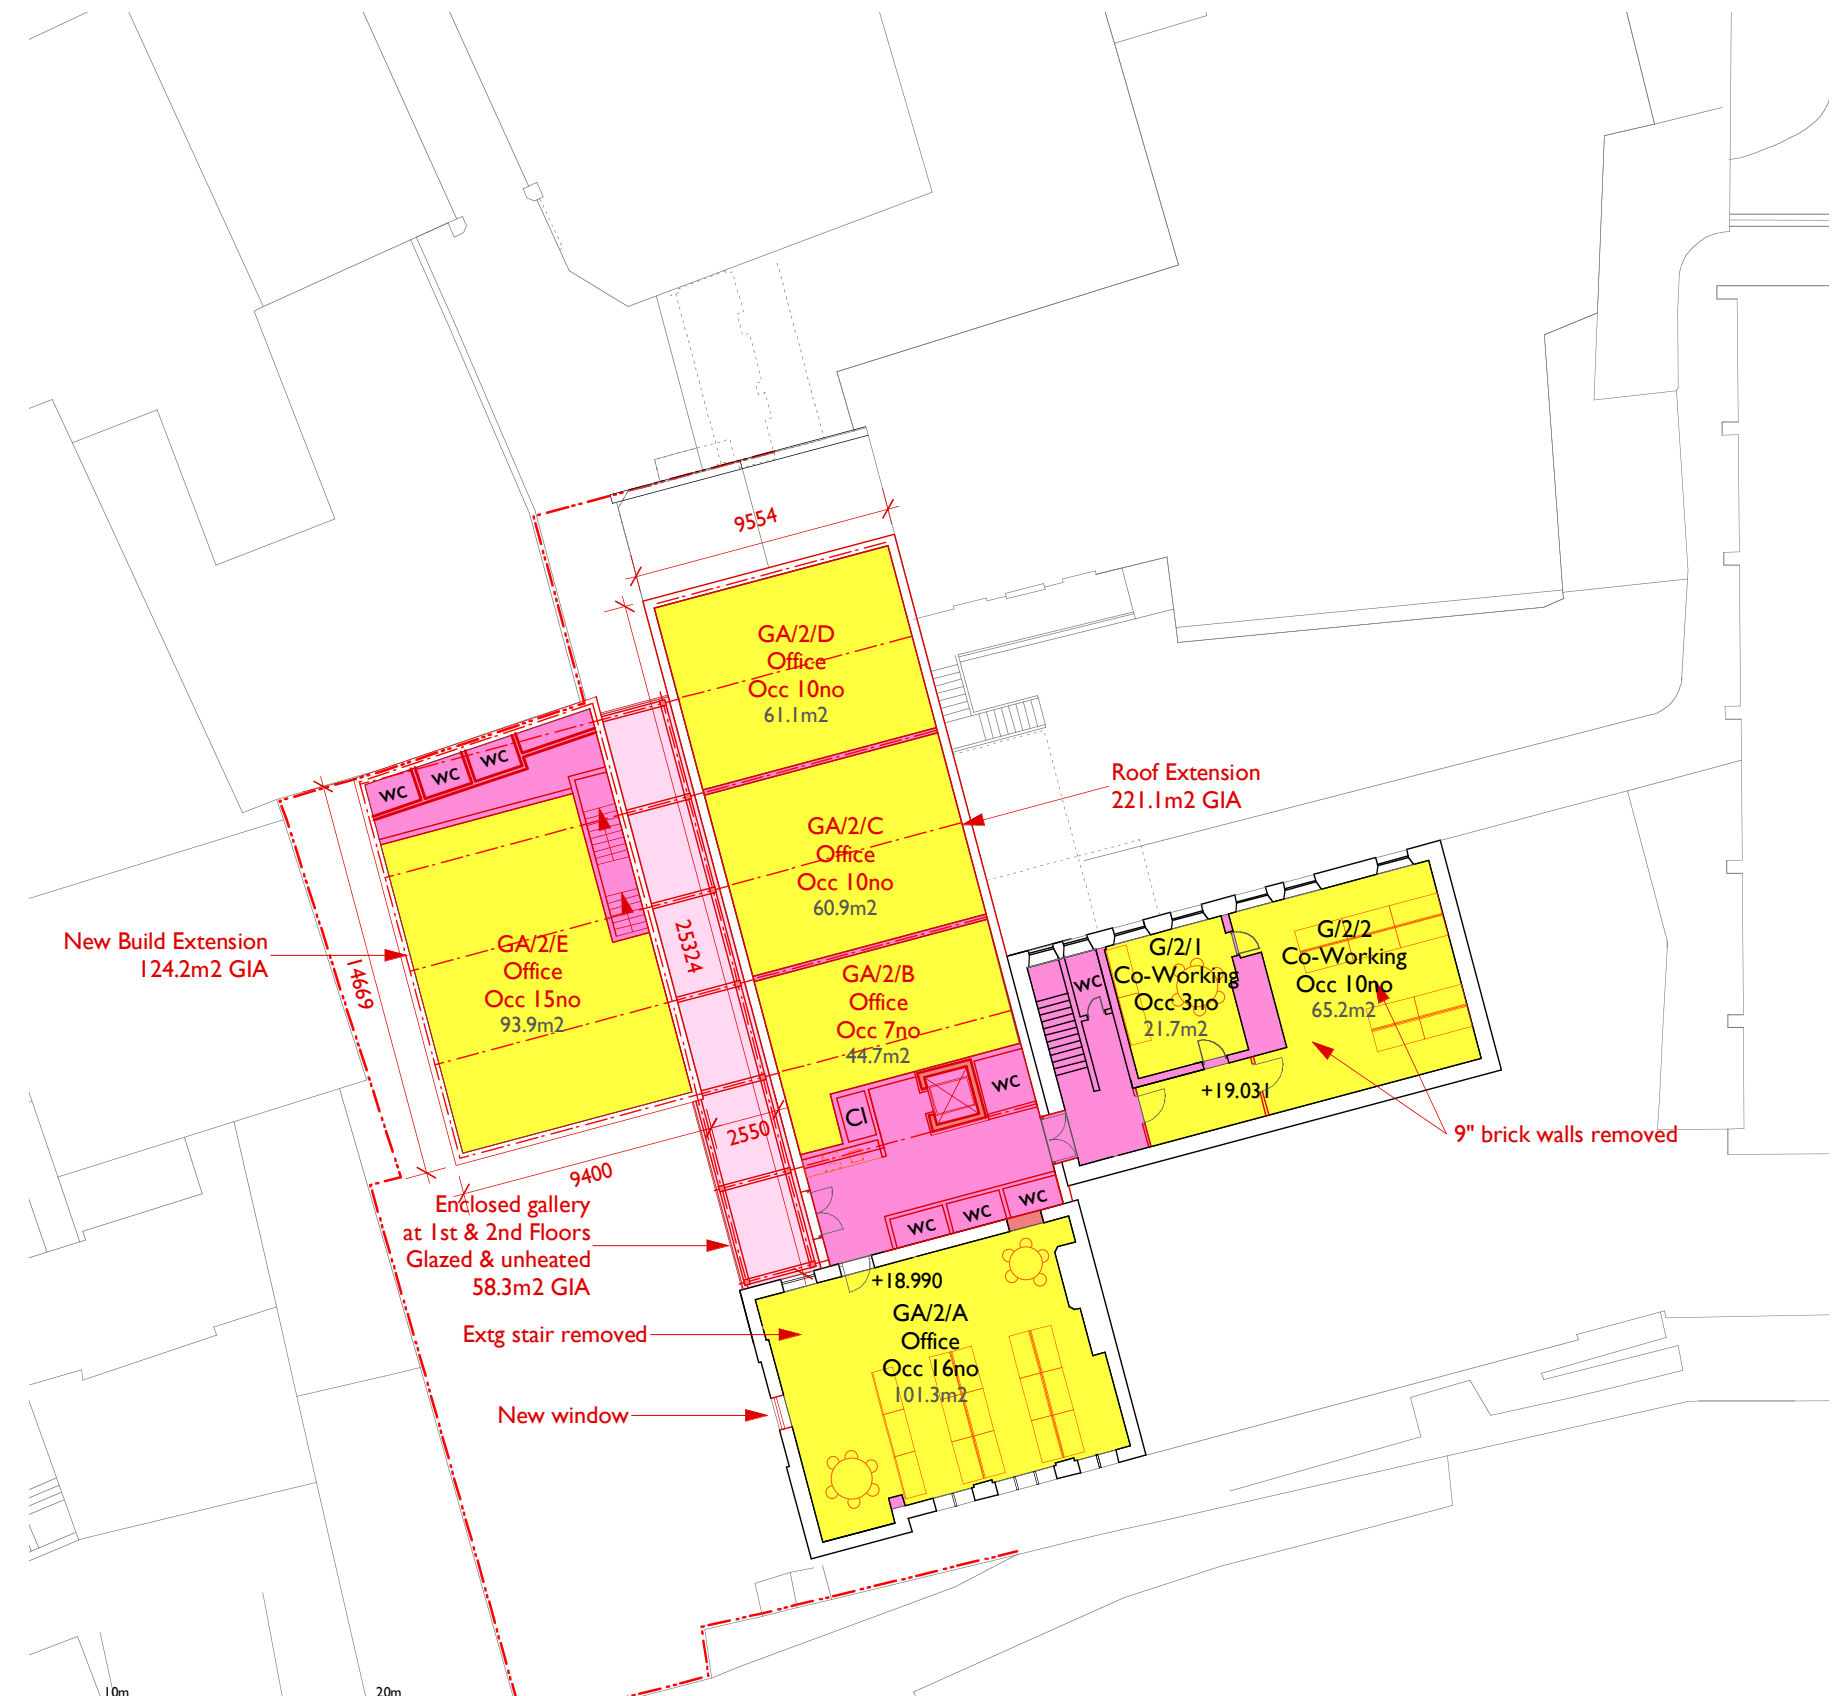 9554
GA/2/D
Office
Occ 10no
61.1m2
WC
WC
WC
Roof Extension
221.1m2 GIA
GA/2/C
Office
Occ 10no
60.9m2
New Build Extension
124.2m2 GIA
14669
GA/2/E
Office
Occ 15no
93.9m2
25324
GA/2/B
Office
Occ 7no
44.7m2
WC
G/2/1
Co-Working
Occ 3no
21.7m2
G/2/2
Co-Working
Occ 10no
65.2m2
+19.031
9" brick walls removed
WC
Cl
2550
9400
WC
WC
WC
Enclosed gallery
at 1st & 2nd Floors
Glazed & unheated
58.3m2 GIA
+18.990
GA/2/A
Office
Occ 16no
101.3m2
Extg stair removed
New window
10m
20m